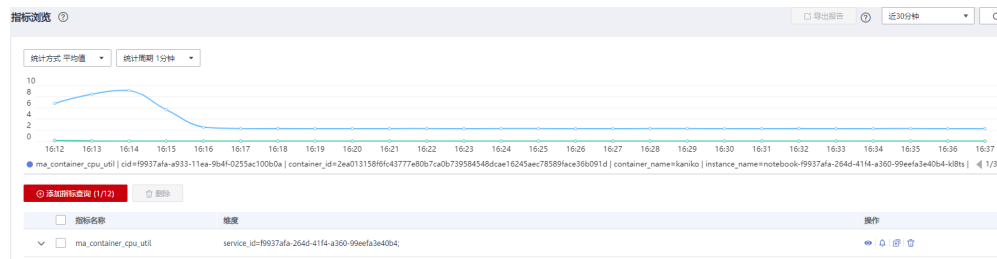 指标浏览
导出报告 近30分钟
统计方式 平均值 统计周期 1分钟
10
8
6
4
2
0
16:12 16:13 16:14 16:15 16:16 16:17 16:18 16:19 16:20 16:21 16:22 16:23 16:24 16:25 16:26 16:27 16:28 16:29 16:30 16:31 16:32 16:33 16:34 16:35 16:36 16:37
ma_container_cpu_util | cid=f9937afa-a933-11ea-9b4f-0255ac100b0a | container_id=2ea013158f6fc43777e80b7ca0b739584548dcae16245aec78589face36b091d | container_name=kaniko | instance_name=notebook-f9937afa-264d-41f4-a360-99eefa3e40b4-kl8ts | 1/3
添加指标查询 (1/12) 删除
指标名称 维度 操作
ma_container_cpu_util service_id=f9937afa-264d-41f4-a360-99eefa3e40b4;